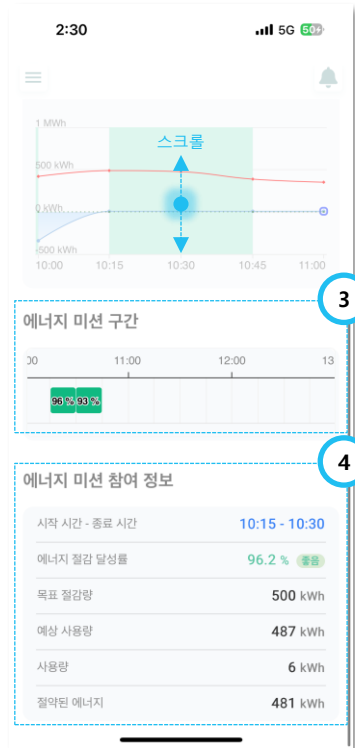 2:30 5G 50
1 MWh
스크롤
500 kWh
0 kWh
-500 kWh
10:00 10:15 10:30 10:45 11:00
3
에너지 미션 구간
00 11:00 12:00 13
96 % 93 %
4
에너지 미션 참여 정보
시작 시간 - 종료 시간 10:15 - 10:30
에너지 절감 달성률 96.2 % 좋음
목표 절감량 500 kWh
예상 사용량 487 kWh
사용량 6 kWh
절약된 에너지 481 kWh